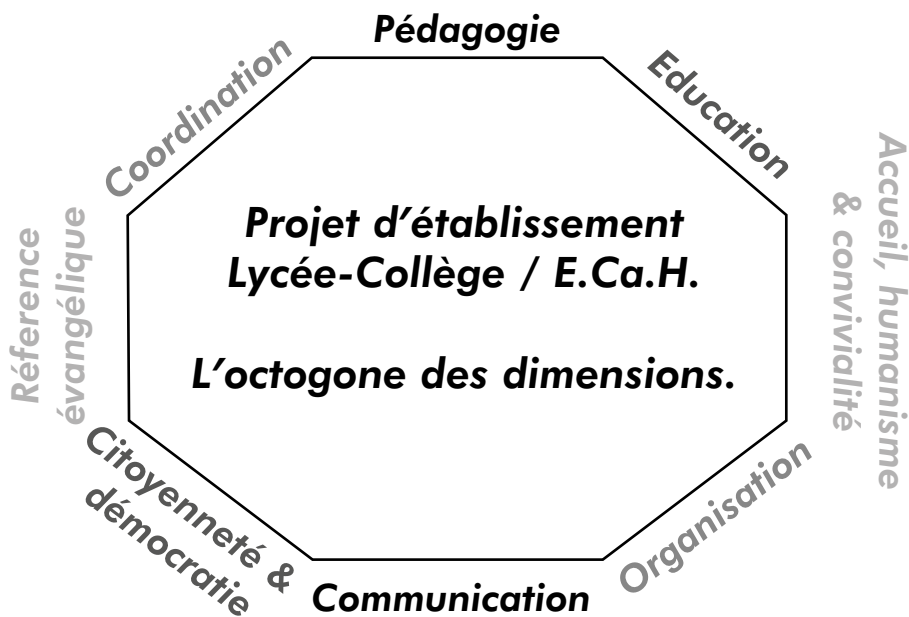 Pédagogie
Education
Accueil, humanisme
& convivialité
Organisation
Communication
Citoyenneté &
démocratie
Réference
évangélique
Coordination
Projet d’établissement
Lycée-Collège / E.Ca.H.
L’octogone des dimensions.